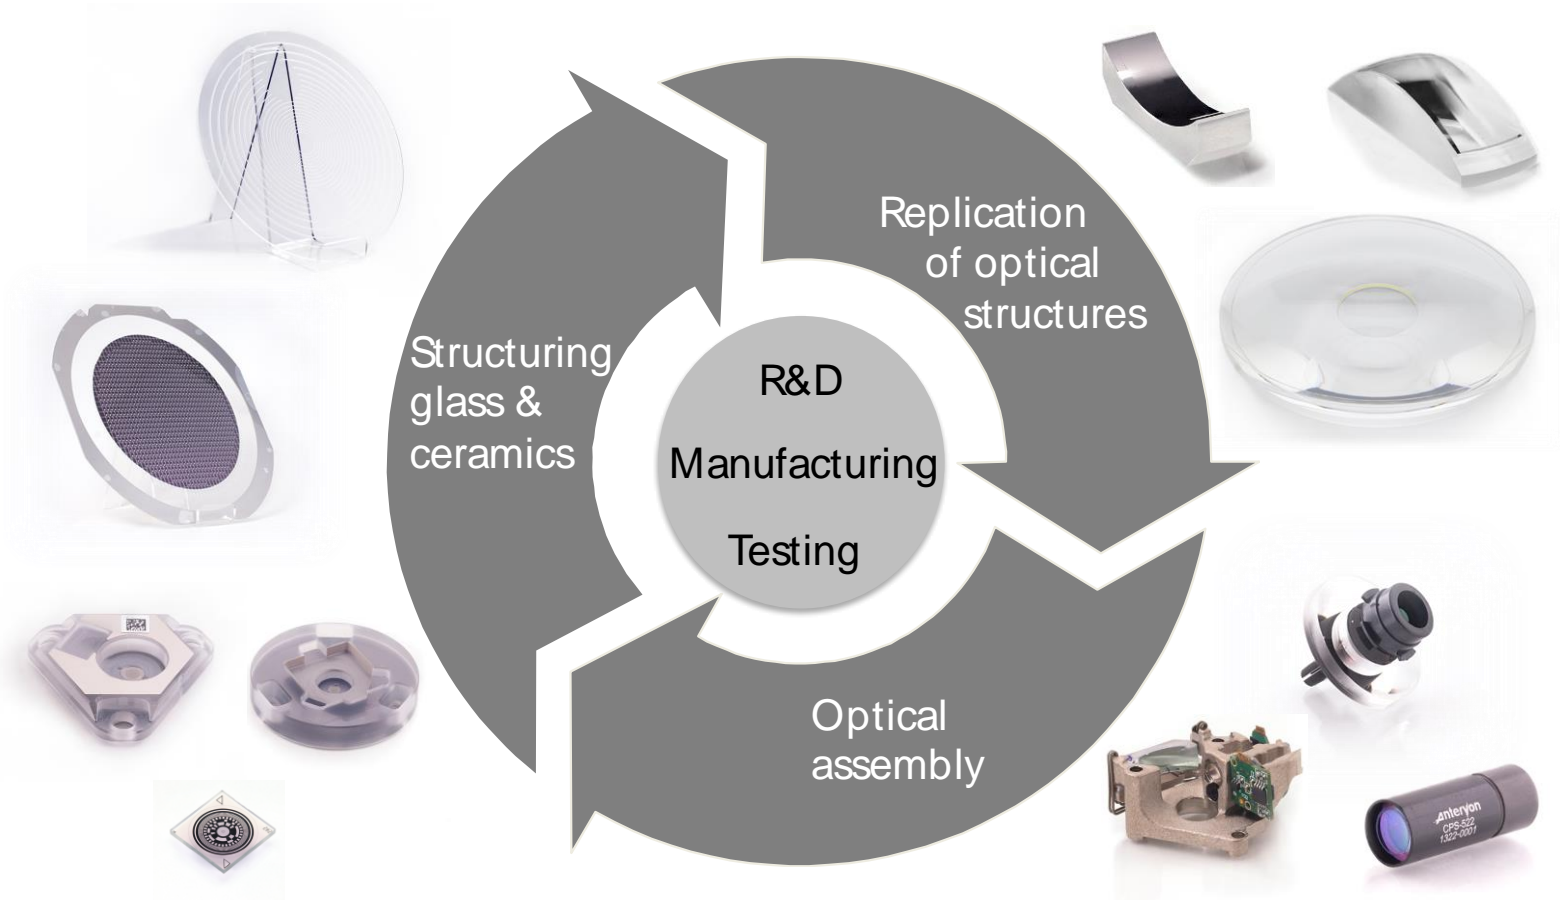 Replication
of optical
structures
Structuring
glass &
ceramics
R&D
Manufacturing
Testing
Optical
assembly
Anteryon
CPS-522
1322-0001